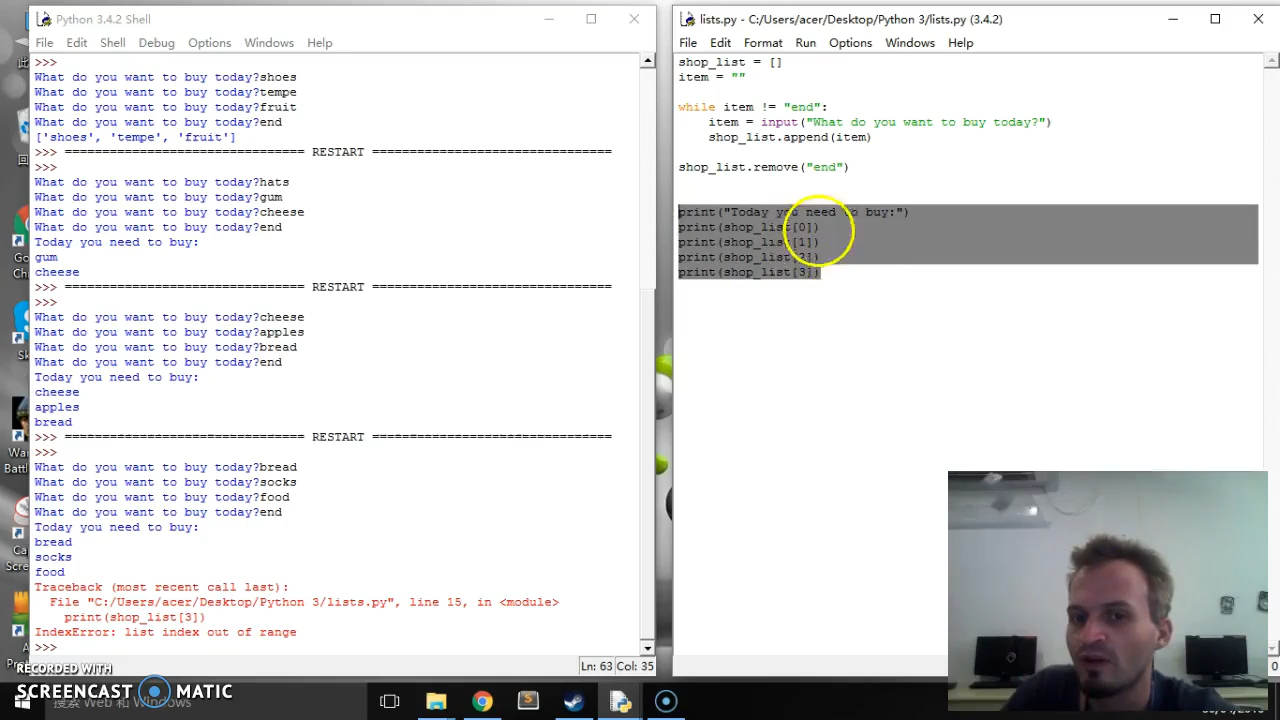 Python 3.4.2 Shell
File Edit Shell Debug Options Windows Help
>>>
What do you want to buy today?shoes
What do you want to buy today?tempe
What do you want to buy today?fruit
What do you want to buy today?end
['shoes', 'tempe', 'fruit']
>>> ================================ RESTART ================================
>>>
What do you want to buy today?hats
What do you want to buy today?gum
What do you want to buy today?cheese
What do you want to buy today?end
Today you need to buy:
gum
cheese
>>> ================================ RESTART ================================
>>>
What do you want to buy today?cheese
What do you want to buy today?apples
What do you want to buy today?bread
What do you want to buy today?end
Today you need to buy:
cheese
apples
bread
>>> ================================ RESTART ================================
>>>
What do you want to buy today?bread
What do you want to buy today?socks
What do you want to buy today?food
What do you want to buy today?end
Today you need to buy:
bread
socks
food
Traceback (most recent call last):
File "C:/Users/acer/Desktop/Python 3/lists.py", line 15, in <module>
print(shop_list[3])
IndexError: list index out of range
>>>
Ln: 63 Col: 35
lists.py - C:/Users/acer/Desktop/Python 3/lists.py (3.4.2)
File Edit Format Run Options Windows Help
shop_list = []
item = ""
while item != "end":
item = input("What do you want to buy today?")
shop_list.append(item)
shop_list.remove("end")
print("Today you need to buy:")
print(shop_list[0])
print(shop_list[1])
print(shop_list[2])
print(shop_list[3])
RECORDED WITH
SCREENCAST MATIC
搜索 Web 和 Windows